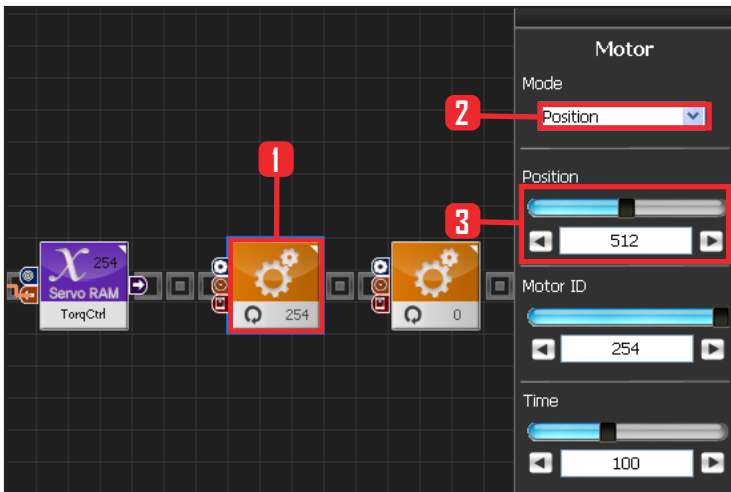 1
254
Servo RAM
TorqCtrl
254
0
Motor
Mode
2
Position
Position
3
512
Motor ID
254
Time
100